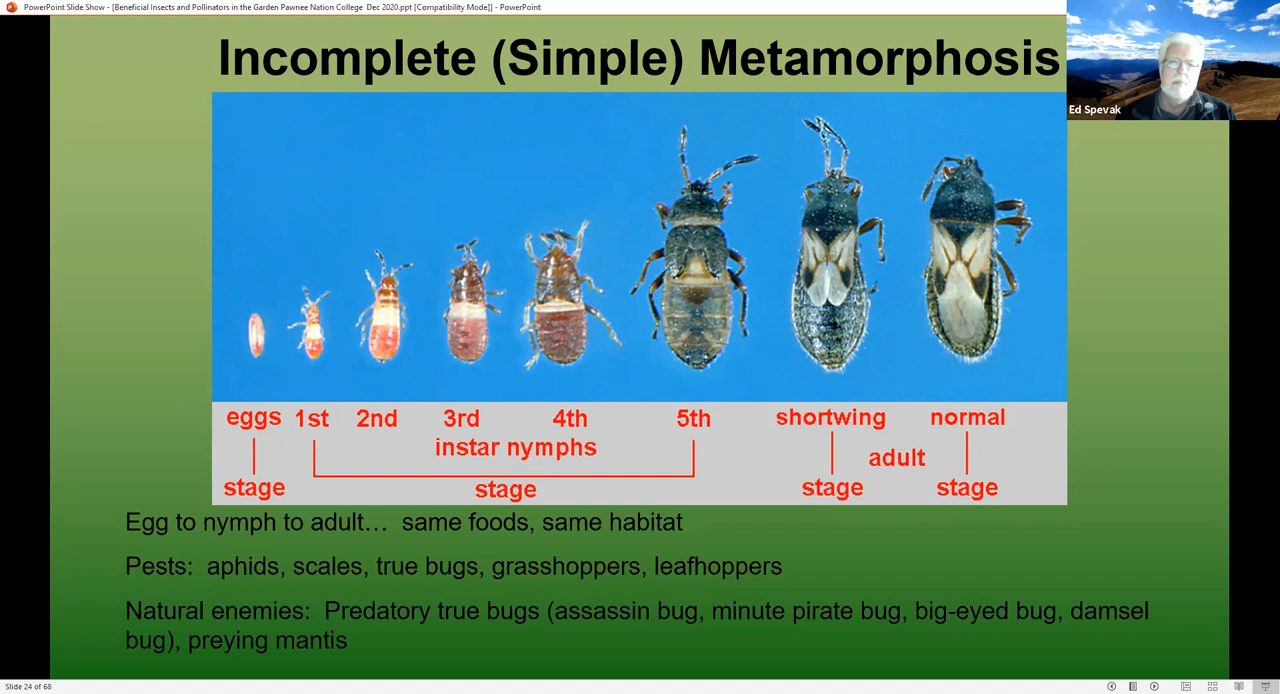 PowerPoint Slide Show - [Beneficial Insects and Pollinators in the Garden Pawnee Nation College  Dec 2020.ppt [Compatibility Mode]] - PowerPoint
Incomplete (Simple) Metamorphosis
Ed Spevak
eggs 1st 2nd 3rd 4th 5th shortwing normal
instar nymphs adult
stage stage stage stage
Egg to nymph to adult…  same foods, same habitat
Pests:  aphids, scales, true bugs, grasshoppers, leafhoppers
Natural enemies:  Predatory true bugs (assassin bug, minute pirate bug, big-eyed bug, damsel
bug), preying mantis
Slide 24 of 68